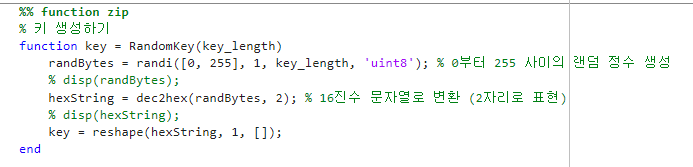 %% function zip
% 키 생성하기
function key = RandomKey(key_length)
randBytes = randi([0, 255], 1, key_length, 'uint8'); % 0부터 255 사이의 랜덤 정수 생성
% disp(randBytes);
hexString = dec2hex(randBytes, 2); % 16진수 문자열로 변환 (2자리로 표현)
% disp(hexString);
key = reshape(hexString, 1, []);
end